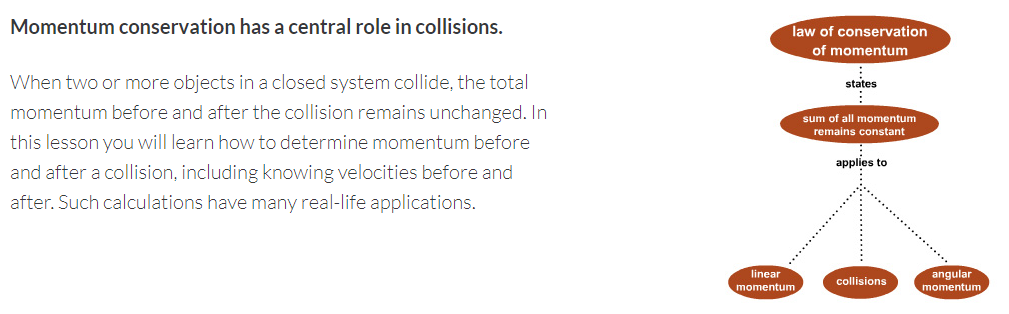 Momentum conservation has a central role in collisions.
When two or more objects in a closed system collide, the total
momentum before and after the collision remains unchanged. In
this lesson you will learn how to determine momentum before
and after a collision, including knowing velocities before and
after. Such calculations have many real-life applications.
law of conservation
of momentum
states
sum of all momentum
remains constant
applies to
linear
momentum
collisions
angular
momentum